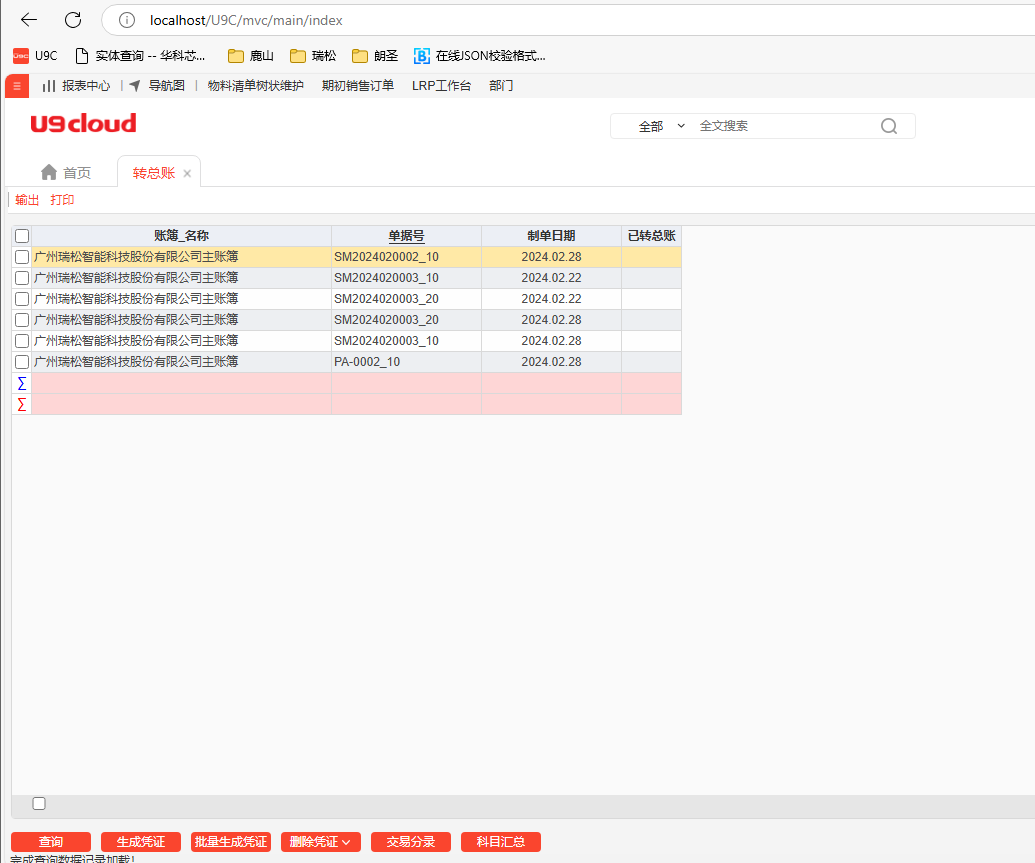 localhost/U9C/mvc/main/index
U9C 实体查询 -- 华科芯... 鹿山 瑞松 朗圣 在线JSON校验格式...
报表中心 | 导航图 | 物料清单树状维护 期初销售订单 LRP工作台 部门
U9 cloud 全部 全文搜索
首页 转总账 ×
输出 打印
账簿_名称 单据号 制单日期 已转总账
广州瑞松智能科技股份有限公司主账簿 SM2024020002_10 2024.02.28
广州瑞松智能科技股份有限公司主账簿 SM2024020003_10 2024.02.22
广州瑞松智能科技股份有限公司主账簿 SM2024020003_20 2024.02.22
广州瑞松智能科技股份有限公司主账簿 SM2024020003_20 2024.02.28
广州瑞松智能科技股份有限公司主账簿 SM2024020003_10 2024.02.28
广州瑞松智能科技股份有限公司主账簿 PA-0002_10 2024.02.28
Σ
Σ
查询 生成凭证 批量生成凭证 删除凭证 交易分录 科目汇总
完成查询数据记录加载!